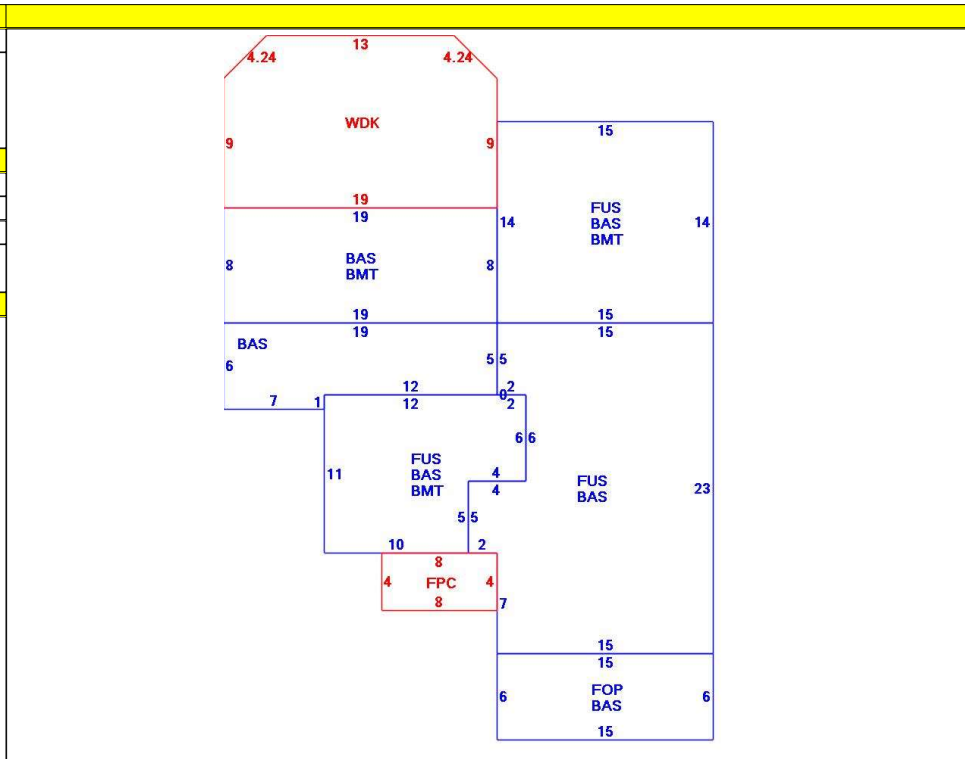 13
4.24 4.24
WDK
15
9 9
19
19
14 14
FUS
BAS
BMT
BAS
BMT
8 8
19 15
19 15
BAS
5 5
6
12 2
0
7 1 12 2
6 6
FUS
BAS
BMT
11
4
4
FUS
BAS
23
5 5
10 2
8
4 FPC 4
8
7
15
15
FOP
BAS
6 6
15